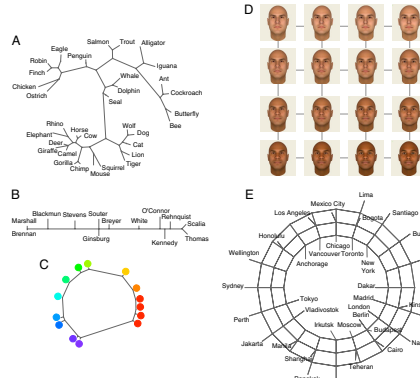 A
Salmon Trout
Alligator
Eagle
Penguin
Robin
Finch
Iguana
Chicken
Ostrich
Whale
Dolphin
Seal
Ant
Cockroach
Butterfly
Bee
Rhino
Elephant
Horse
Deer
Cow
Giraffe
Camel
Gorilla
Chimp
Mouse
Squirrel
Wolf
Dog
Cat
Lion
Tiger
B
Marshall
Brennan
Blackmun
Stevens
Souter
Breyer
Ginsburg
White
O'Connor
Rehnquist
Kennedy
Scalia
Thomas
C
D
E
Lima
Mexico City
Los Angeles
Bogota
Santiago
Honolulu
Chicago
Vancouver Toronto
Anchorage
New
York
Wellington
Sydney
Dakar
Tokyo
Madrid
London
Vladivostok
Berlin
Perth
Irkutsk
Moscow
Budapest
Jakarta
Manila
Cairo
Shanghai
Teheran